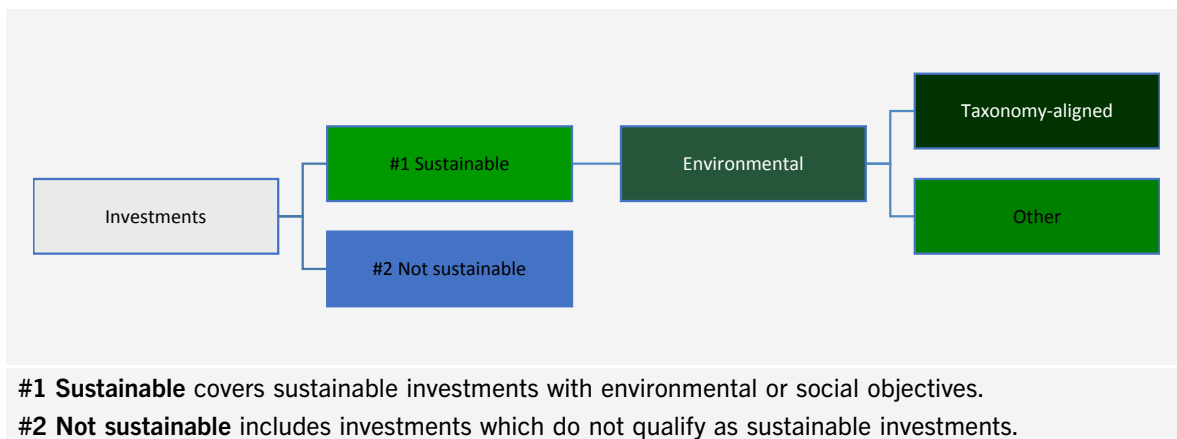 Taxonomy-aligned
#1 Sustainable
Environmental
Investments
Other
#2 Not sustainable
#1 Sustainable covers sustainable investments with environmental or social objectives.
#2 Not sustainable includes investments which do not qualify as sustainable investments.